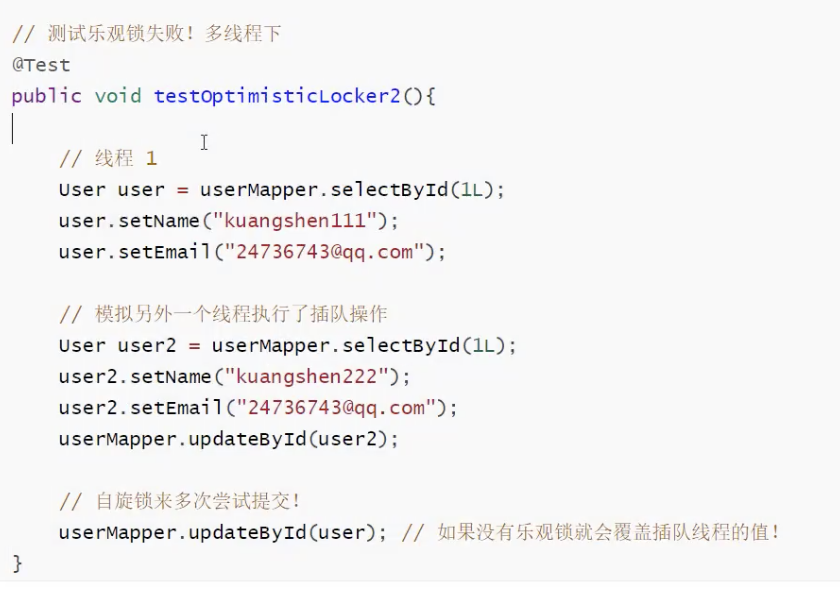 // 测试乐观锁失败！多线程下
@Test
public void testOptimisticLocker2(){
// 线程 1
User user = userMapper.selectById(1L);
user.setName("kuangshen111");
user.setEmail("24736743@qq.com");
// 模拟另外一个线程执行了插队操作
User user2 = userMapper.selectById(1L);
user2.setName("kuangshen222");
user2.setEmail("24736743@qq.com");
userMapper.updateById(user2);
// 自旋锁来多次尝试提交！
userMapper.updateById(user); // 如果没有乐观锁就会覆盖插队线程的值！
}